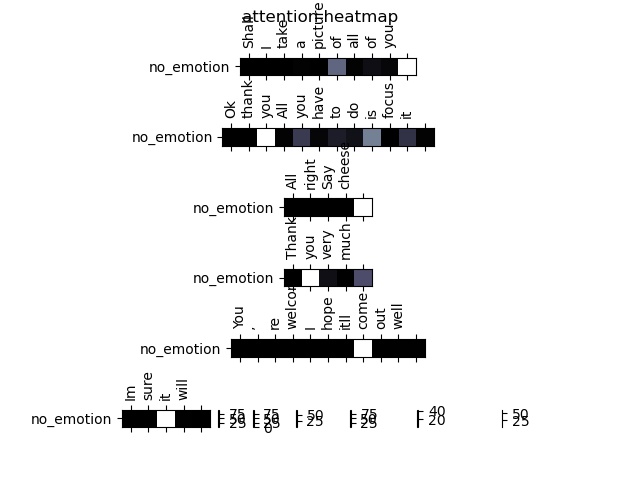 attention heatmap
Shall I take a picture of all of you
no_emotion
Ok thank you All you have to do is focus it
no_emotion
All right Say cheese
no_emotion
Thank you very much
no_emotion
You , re I hope itll come out well
no_emotion
Im sure it will
no_emotion
75 75 50 75 40 50
50 50 25 50 20 25
25 25 25
0